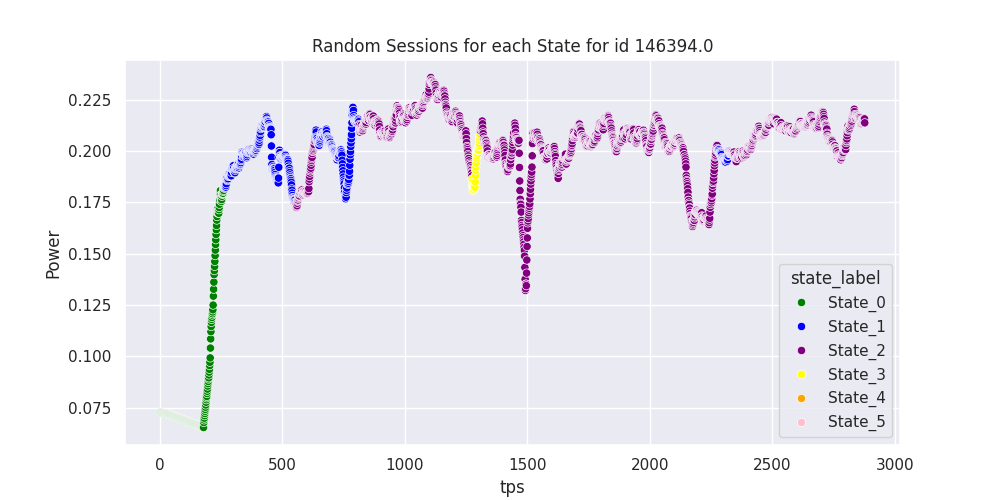 Random Sessions for each State for id 146394.0
Power
0.225
0.200
0.175
0.150
0.125
0.100
0.075
state_label
State_0
State_1
State_2
State_3
State_4
State_5
0 500 1000 1500 2000 2500 3000
tps